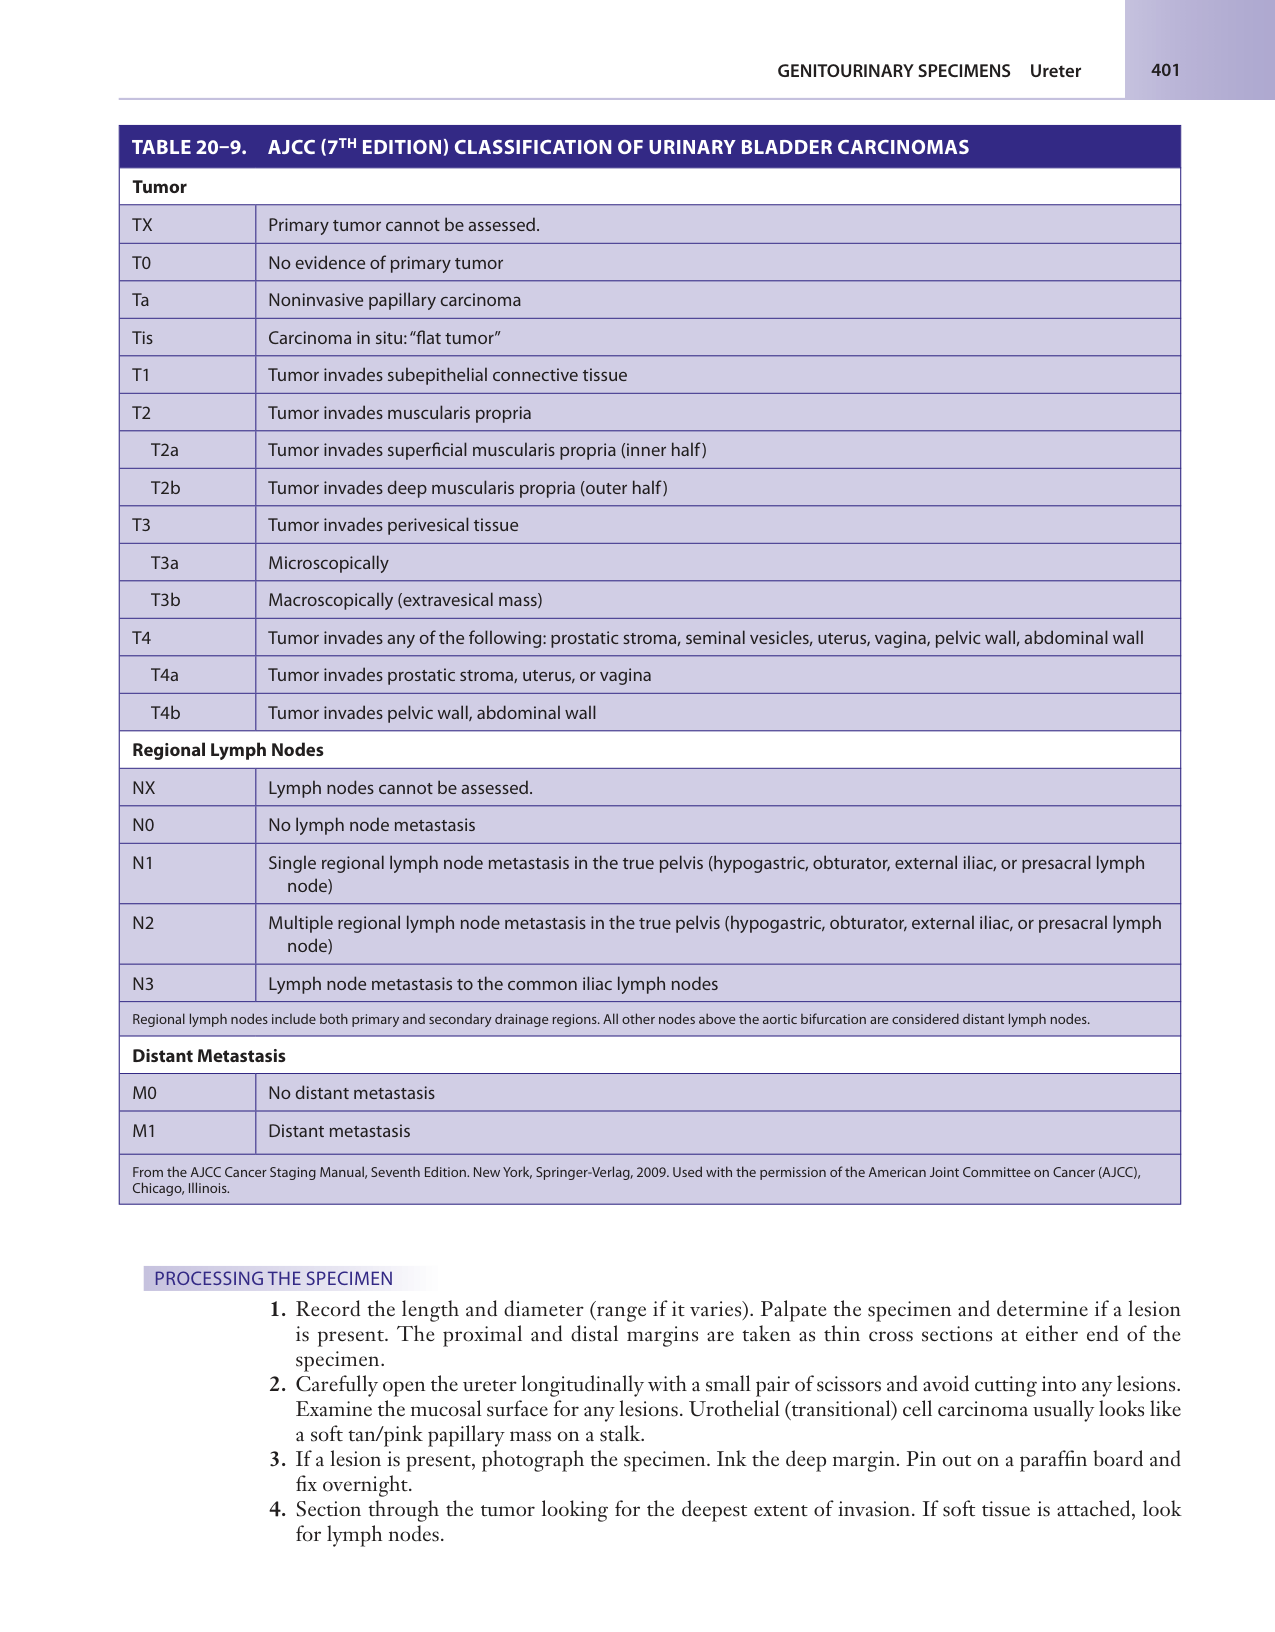 GENITOURINARY SPECIMENS Ureter 401
TABLE 20–9. AJCC (7TH EDITION) CLASSIFICATION OF URINARY BLADDER CARCINOMAS
Tumor
TX Primary tumor cannot be assessed.
T0 No evidence of primary tumor
Ta Noninvasive papillary carcinoma
Tis Carcinoma in situ: “flat tumor”
T1 Tumor invades subepithelial connective tissue
T2 Tumor invades muscularis propria
T2a Tumor invades superficial muscularis propria (inner half)
T2b Tumor invades deep muscularis propria (outer half)
T3 Tumor invades perivesical tissue
T3a Microscopically
T3b Macroscopically (extravesical mass)
T4 Tumor invades any of the following: prostatic stroma, seminal vesicles, uterus, vagina, pelvic wall, abdominal wall
T4a Tumor invades prostatic stroma, uterus, or vagina
T4b Tumor invades pelvic wall, abdominal wall
Regional Lymph Nodes
NX Lymph nodes cannot be assessed.
N0 No lymph node metastasis
N1 Single regional lymph node metastasis in the true pelvis (hypogastric, obturator, external iliac, or presacral lymph
node)
N2 Multiple regional lymph node metastasis in the true pelvis (hypogastric, obturator, external iliac, or presacral lymph
node)
N3 Lymph node metastasis to the common iliac lymph nodes
Regional lymph nodes include both primary and secondary drainage regions. All other nodes above the aortic bifurcation are considered distant lymph nodes.
Distant Metastasis
M0 No distant metastasis
M1 Distant metastasis
From the AJCC Cancer Staging Manual, Seventh Edition. New York, Springer-Verlag, 2009. Used with the permission of the American Joint Committee on Cancer (AJCC),
Chicago, Illinois.
PROCESSING THE SPECIMEN
1. Record the length and diameter (range if it varies). Palpate the specimen and determine if a lesion
is present. The proximal and distal margins are taken as thin cross sections at either end of the
specimen.
2. Carefully open the ureter longitudinally with a small pair of scissors and avoid cutting into any lesions.
Examine the mucosal surface for any lesions. Urothelial (transitional) cell carcinoma usually looks like
a soft tan/pink papillary mass on a stalk.
3. If a lesion is present, photograph the specimen. Ink the deep margin. Pin out on a paraffin board and
fix overnight.
4. Section through the tumor looking for the deepest extent of invasion. If soft tissue is attached, look
for lymph nodes.